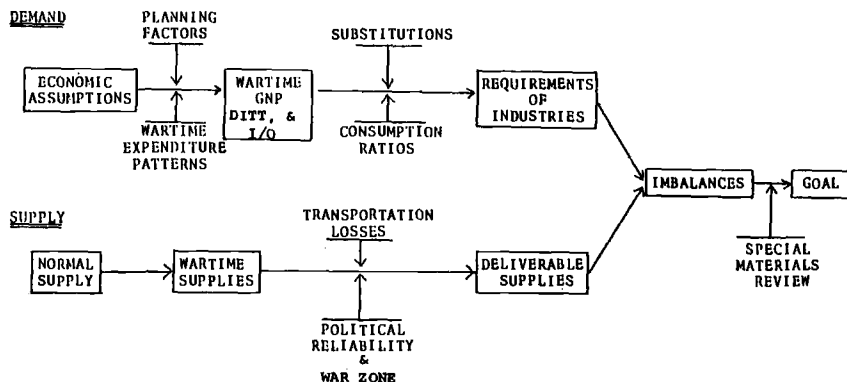 DEMAND
PLANNING
FACTORS
SUBSTITUTIONS
ECONOMIC
ASSUMPTIONS
WARTIME
GNP
DITT, &
I/O
REQUIREMENTS
OF
INDUSTRIES
WARTIME
EXPENDITURE
PATTERNS
CONSUMPTION
RATIOS
IMBALANCES
GOAL
SUPPLY
TRANSPORTATION
LOSSES
SPECIAL
MATERIALS
REVIEW
NORMAL
SUPPLY
WARTIME
SUPPLIES
DELIVERABLE
SUPPLIES
POLITICAL
RELIABILITY
&
WAR ZONE